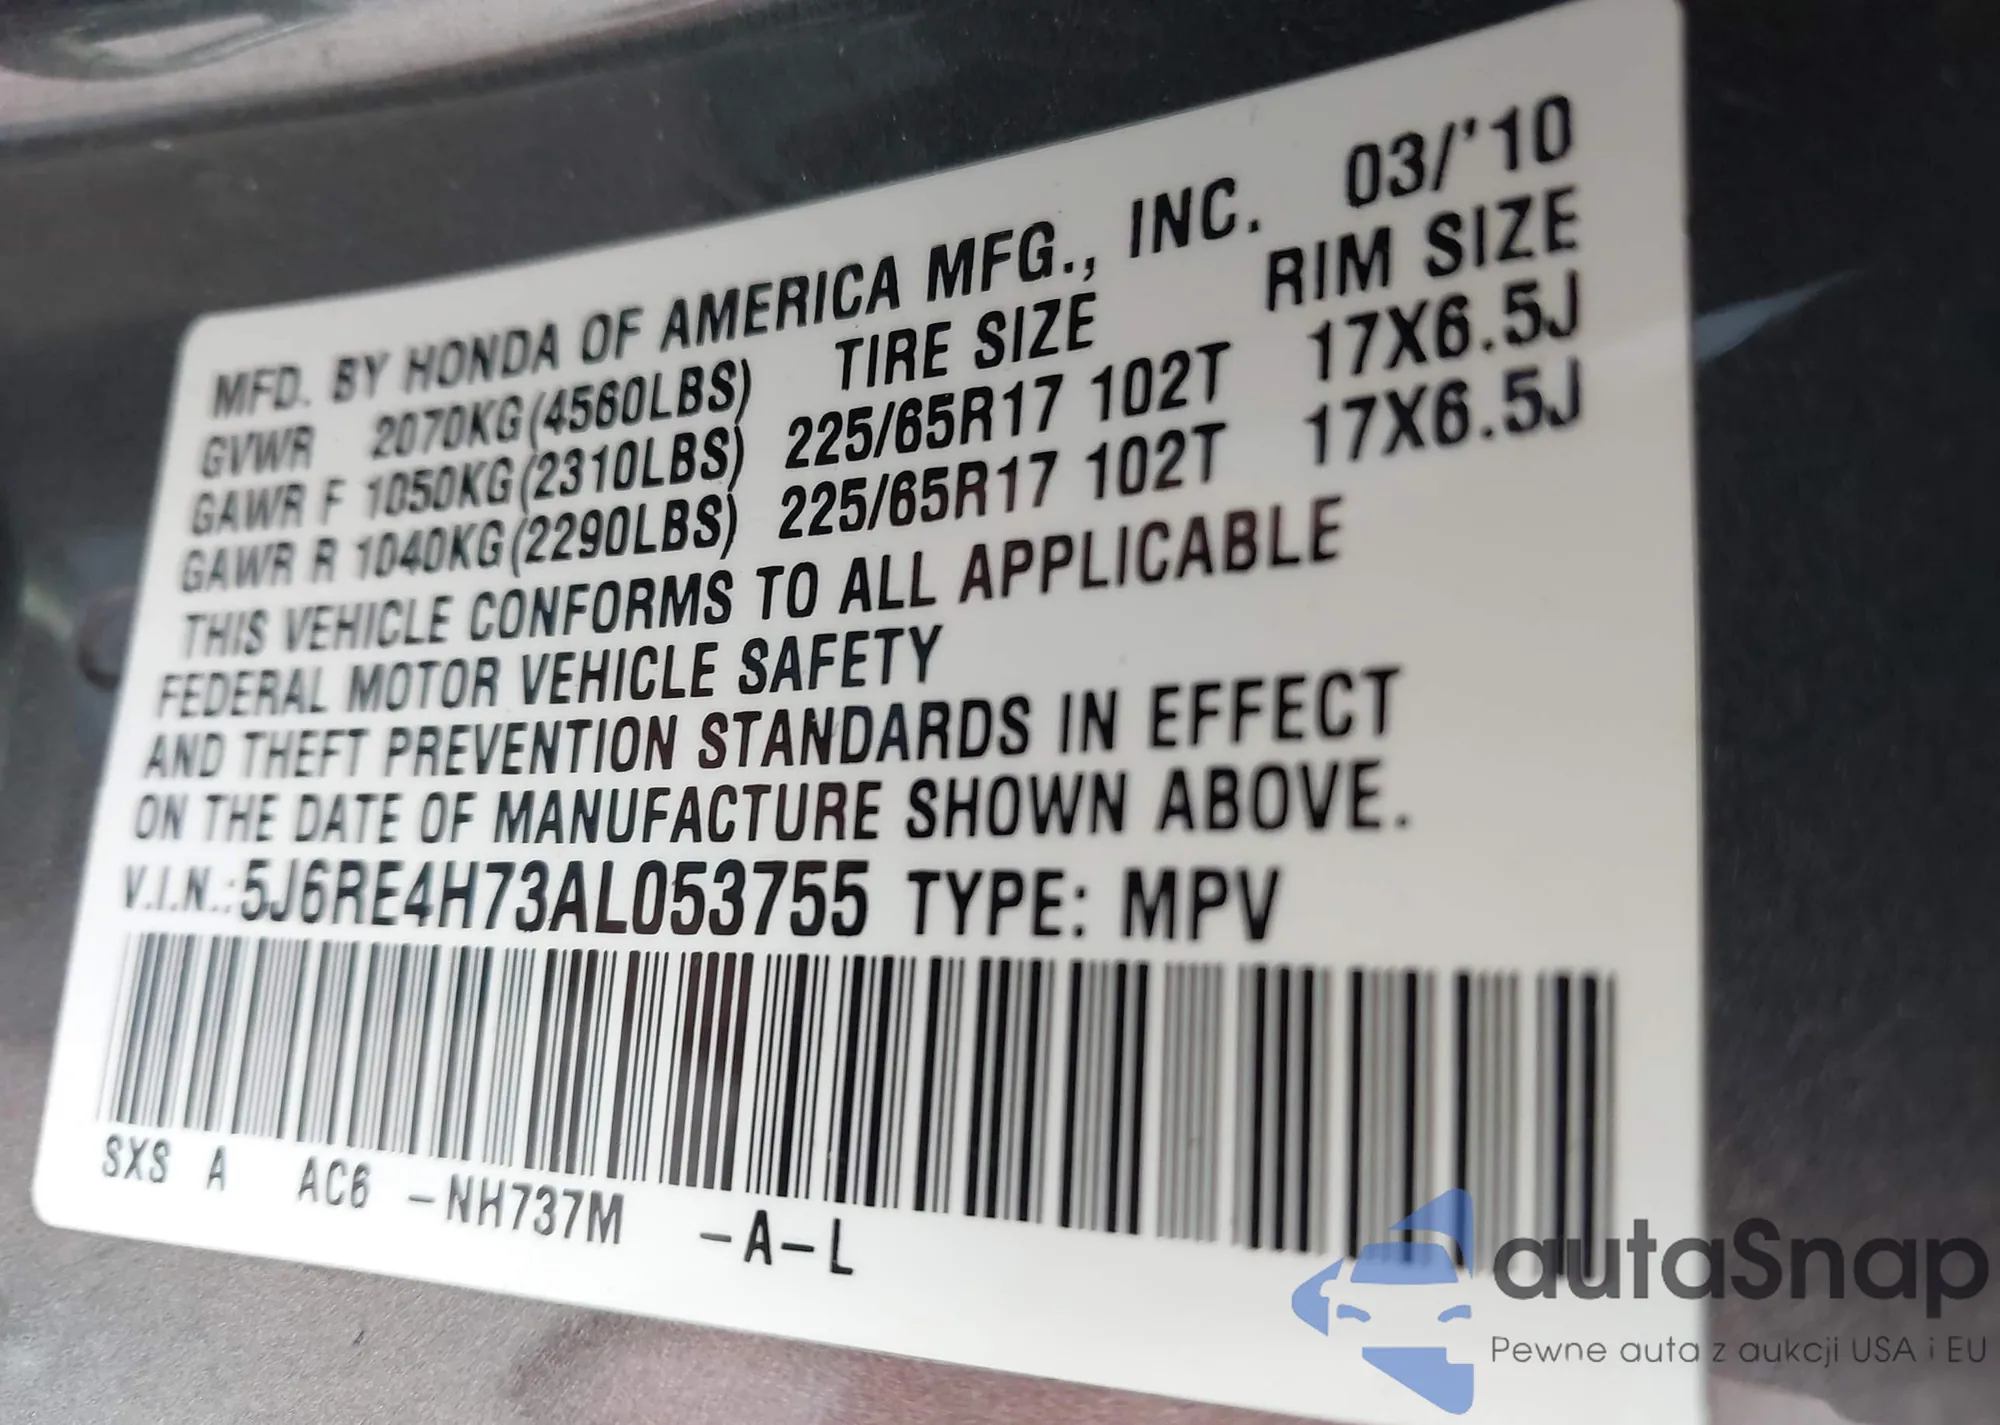 MFD. BY HONDA OF AMERICA MFG., INC. 03/'10
GVWR 2070KG(4560LBS) TIRE SIZE RIM SIZE
GAWR F 1050KG(2310LBS) 225/65R17 102T 17X6.5J
GAWR R 1040KG(2290LBS) 225/65R17 102T 17X6.5J
THIS VEHICLE CONFORMS TO ALL APPLICABLE
FEDERAL MOTOR VEHICLE SAFETY
AND THEFT PREVENTION STANDARDS IN EFFECT
ON THE DATE OF MANUFACTURE SHOWN ABOVE.
V.I.N.:5J6RE4H73AL053755 TYPE: MPV
SXS A AC6 -NH737M -A-L
autaSnap
Pewne auta z aukcji USA i EU